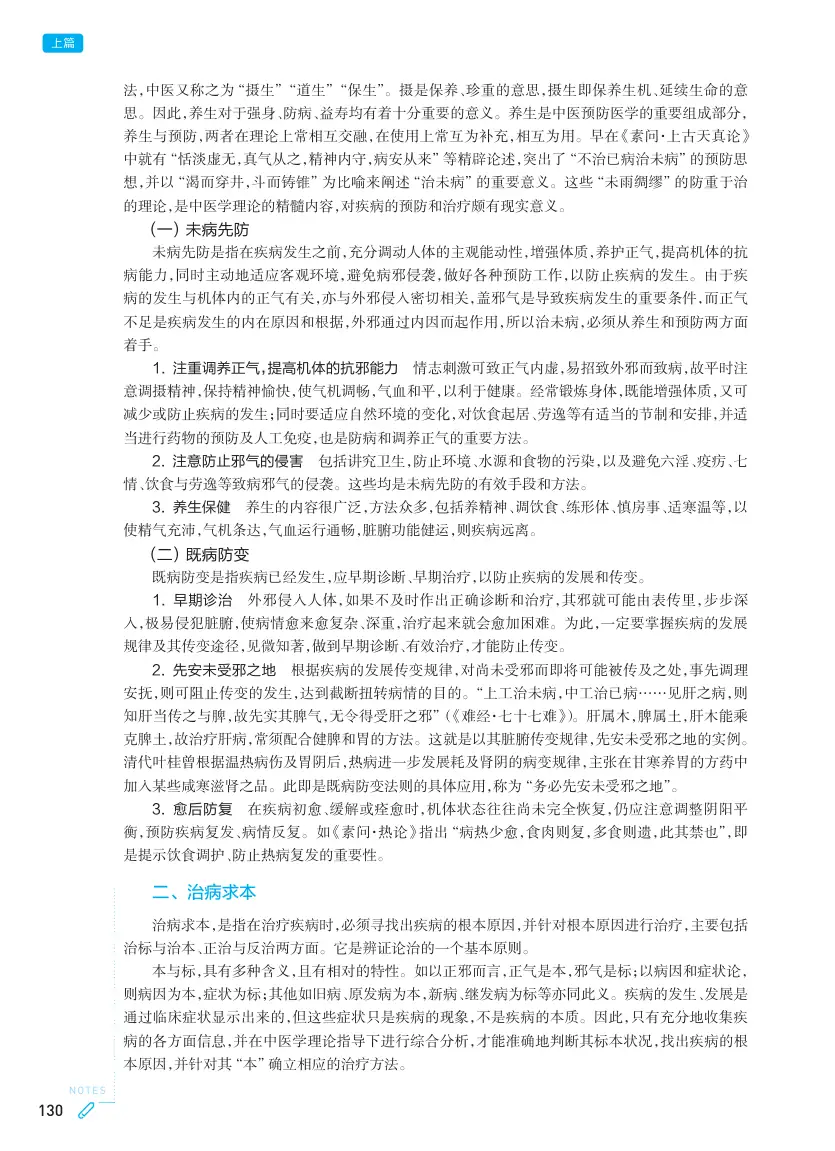 上篇
法,中医又称之为“摄生”“道生”“保生”。摄是保养、珍重的意思,摄生即保养生机、延续生命的意
思。因此,养生对于强身、防病、益寿均有着十分重要的意义。养生是中医预防医学的重要组成部分,
养生与预防,两者在理论上常相互交融,在使用上常互为补充,相互为用。早在《素问·上古天真论》
中就有“恬淡虚无,真气从之,精神内守,病安从来”等精辟论述,突出了“不治已病治未病”的预防思
想,并以“渴而穿井,斗而铸锥”为比喻来阐述“治未病”的重要意义。这些“未雨绸缪”的防重于治
的理论,是中医学理论的精髓内容,对疾病的预防和治疗颇有现实意义。
(一)未病先防
未病先防是指在疾病发生之前,充分调动人体的主观能动性,增强体质,养护正气,提高机体的抗
病能力,同时主动地适应客观环境,避免病邪侵袭,做好各种预防工作,以防止疾病的发生。由于疾
病的发生与机体内的正气有关,亦与外邪侵入密切相关,盖邪气是导致疾病发生的重要条件,而正气
不足是疾病发生的内在原因和根据,外邪通过内因而起作用,所以治未病,必须从养生和预防两方面
着手。
1. 注重调养正气,提高机体的抗邪能力 情志刺激可致正气内虚,易招致外邪而致病,故平时注
意调摄精神,保持精神愉快,使气机调畅,气血和平,以利于健康。经常锻炼身体,既能增强体质,又可
减少或防止疾病的发生;同时要适应自然环境的变化,对饮食起居、劳逸等有适当的节制和安排,并适
当进行药物的预防及人工免疫,也是防病和调养正气的重要方法。
2. 注意防止邪气的侵害 包括讲究卫生,防止环境、水源和食物的污染,以及避免六淫、疫疠、七
情、饮食与劳逸等致病邪气的侵袭。这些均是未病先防的有效手段和方法。
3. 养生保健 养生的内容很广泛,方法众多,包括养精神、调饮食、练形体、慎房事、适寒温等,以
使精气充沛,气机条达,气血运行通畅,脏腑功能健运,则疾病远离。
(二)既病防变
既病防变是指疾病已经发生,应早期诊断、早期治疗,以防止疾病的发展和传变。
1. 早期诊治 外邪侵入人体,如果不及时作出正确诊断和治疗,其邪就可能由表传里,步步深
入,极易侵犯脏腑,使病情愈来愈复杂、深重,治疗起来就会愈加困难。为此,一定要掌握疾病的发展
规律及其传变途径,见微知著,做到早期诊断、有效治疗,才能防止传变。
2. 先安未受邪之地 根据疾病的发展传变规律,对尚未受邪而即将可能被传及之处,事先调理
安抚,则可阻止传变的发生,达到截断扭转病情的目的。“上工治未病,中工治已病……见肝之病,则
知肝当传之与脾,故先实其脾气,无令得受肝之邪”(《难经·七十七难》)。肝属木,脾属土,肝木能乘
克脾土,故治疗肝病,常须配合健脾和胃的方法。这就是以其脏腑传变规律,先安未受邪之地的实例。
清代叶桂曾根据温热病伤及胃阴后,热病进一步发展耗及肾阴的病变规律,主张在甘寒养胃的方药中
加入某些咸寒滋肾之品。此即是既病防变法则的具体应用,称为“务必先安未受邪之地”。
3. 愈后防复 在疾病初愈、缓解或痊愈时,机体状态往往尚未完全恢复,仍应注意调整阴阳平
衡,预防疾病复发、病情反复。如《素问·热论》指出“病热少愈,食肉则复,多食则遗,此其禁也”,即
是提示饮食调护、防止热病复发的重要性。
二、治病求本
治病求本,是指在治疗疾病时,必须寻找出疾病的根本原因,并针对根本原因进行治疗,主要包括
治标与治本、正治与反治两方面。它是辨证论治的一个基本原则。
本与标,具有多种含义,且有相对的特性。如以正邪而言,正气是本,邪气是标;以病因和症状论,
则病因为本,症状为标;其他如旧病、原发病为本,新病、继发病为标等亦同此义。疾病的发生、发展是
通过临床症状显示出来的,但这些症状只是疾病的现象,不是疾病的本质。因此,只有充分地收集疾
病的各方面信息,并在中医学理论指导下进行综合分析,才能准确地判断其标本状况,找出疾病的根
本原因,并针对其“本”确立相应的治疗方法。
NOTES
130